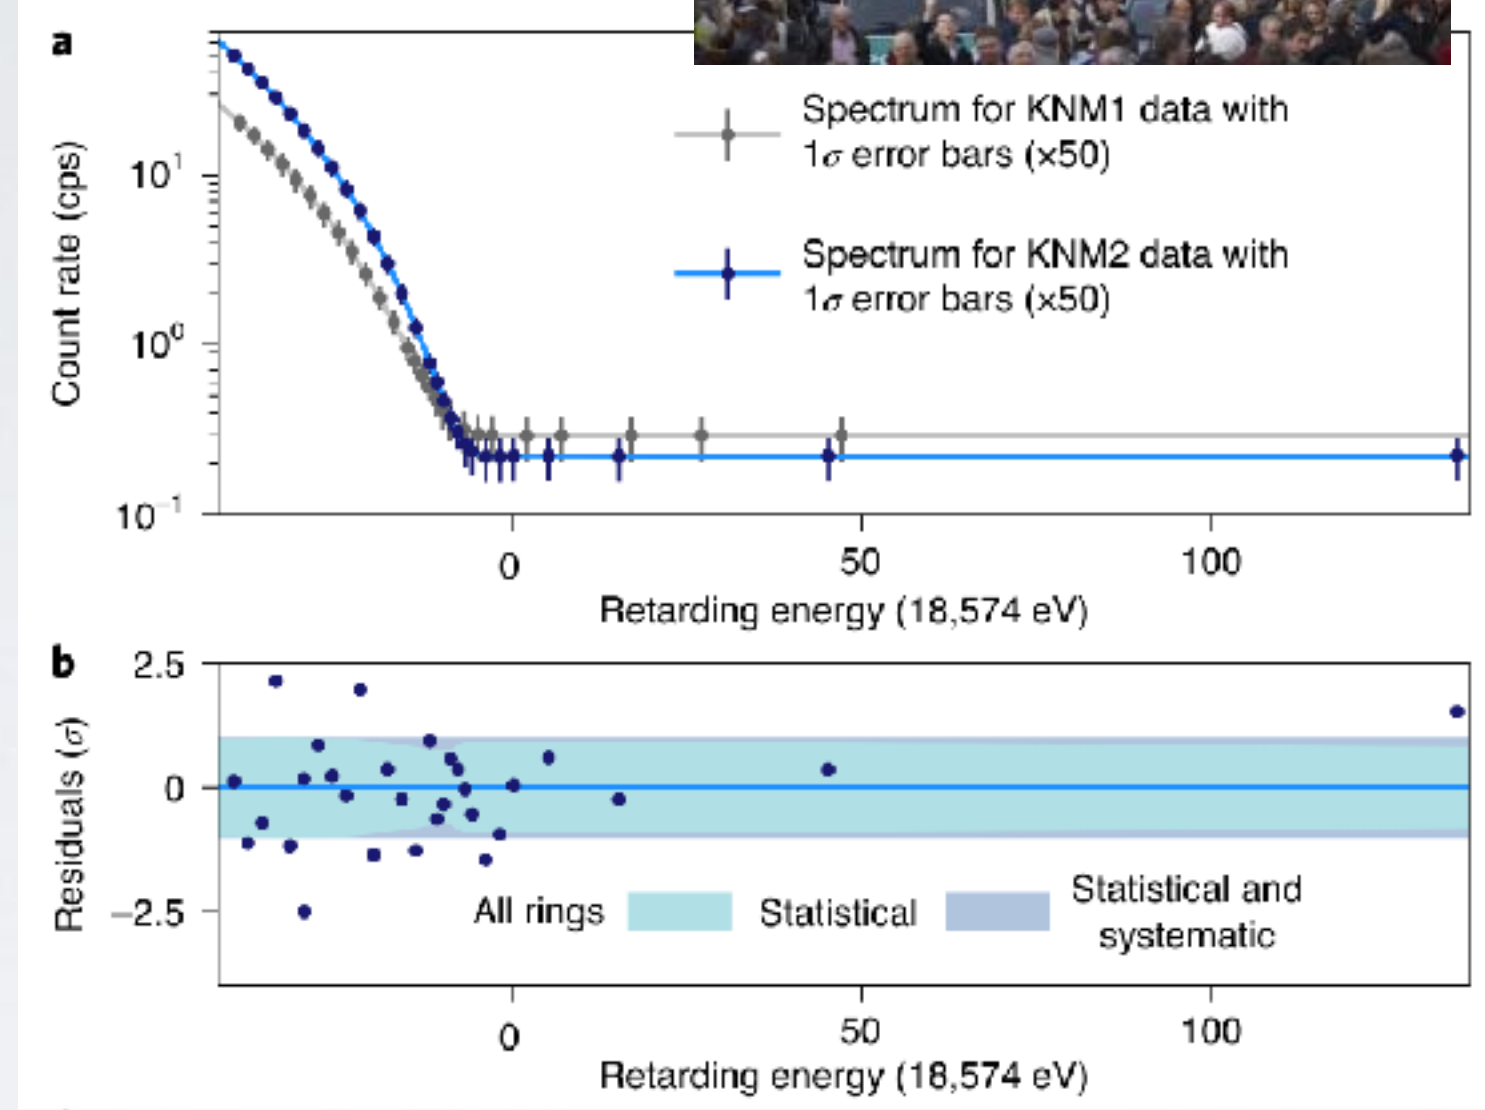 a
Count rate (cps)
10¹
10⁰
10⁻¹
Spectrum for KNM1 data with
1σ error bars (×50)
Spectrum for KNM2 data with
1σ error bars (×50)
0
50
100
Retarding energy (18,574 eV)
b
Residuals (σ)
2.5
0
−2.5
All rings
Statistical
Statistical and
systematic
0
50
100
Retarding energy (18,574 eV)